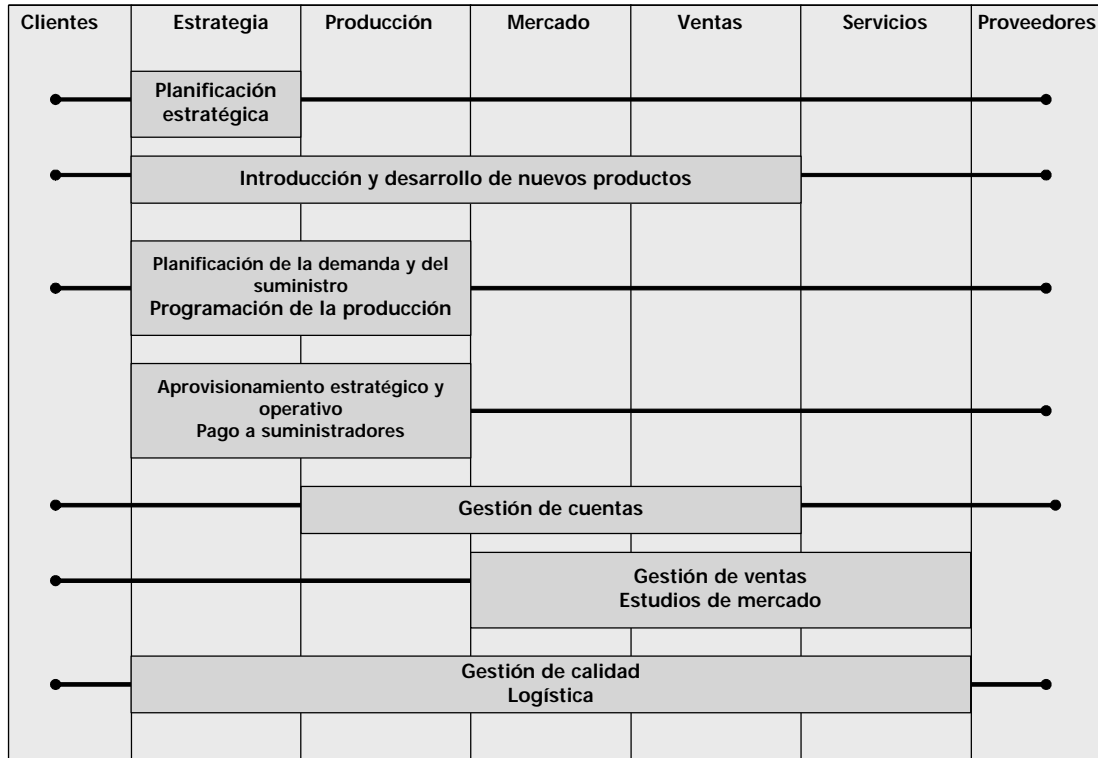 Clientes Estrategia Producción Mercado Ventas Servicios Proveedores
Planificación
estratégica
Introducción y desarrollo de nuevos productos
Planificación de la demanda y del
suministro
Programación de la producción
Aprovisionamiento estratégico y
operativo
Pago a suministradores
Gestión de cuentas
Gestión de ventas
Estudios de mercado
Gestión de calidad
Logística